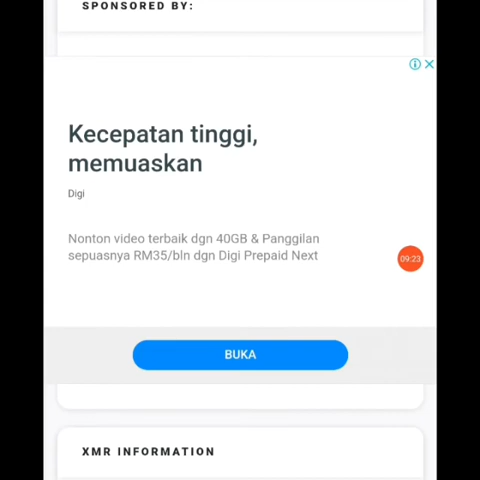 SPONSORED BY:
Kecepatan tinggi,
memuaskan
Digi
Nonton video terbaik dgn 40GB & Panggilan
sepuasnya RM35/bln dgn Digi Prepaid Next
09:23
BUKA
XMR INFORMATION